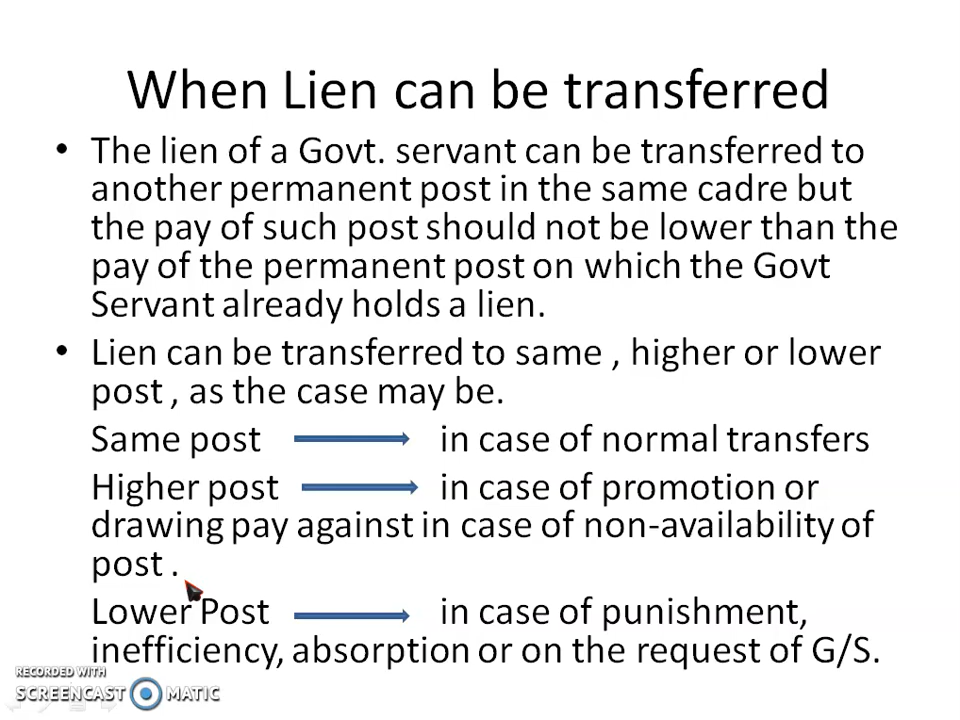 When Lien can be transferred
• The lien of a Govt. servant can be transferred to
another permanent post in the same cadre but
the pay of such post should not be lower than the
pay of the permanent post on which the Govt
Servant already holds a lien.
• Lien can be transferred to same , higher or lower
post , as the case may be.
Same post in case of normal transfers
Higher post in case of promotion or
drawing pay against in case of non-availability of
post .
Lower Post in case of punishment,
inefficiency, absorption or on the request of G/S.
RECORDED WITH
SCREENCAST MATIC